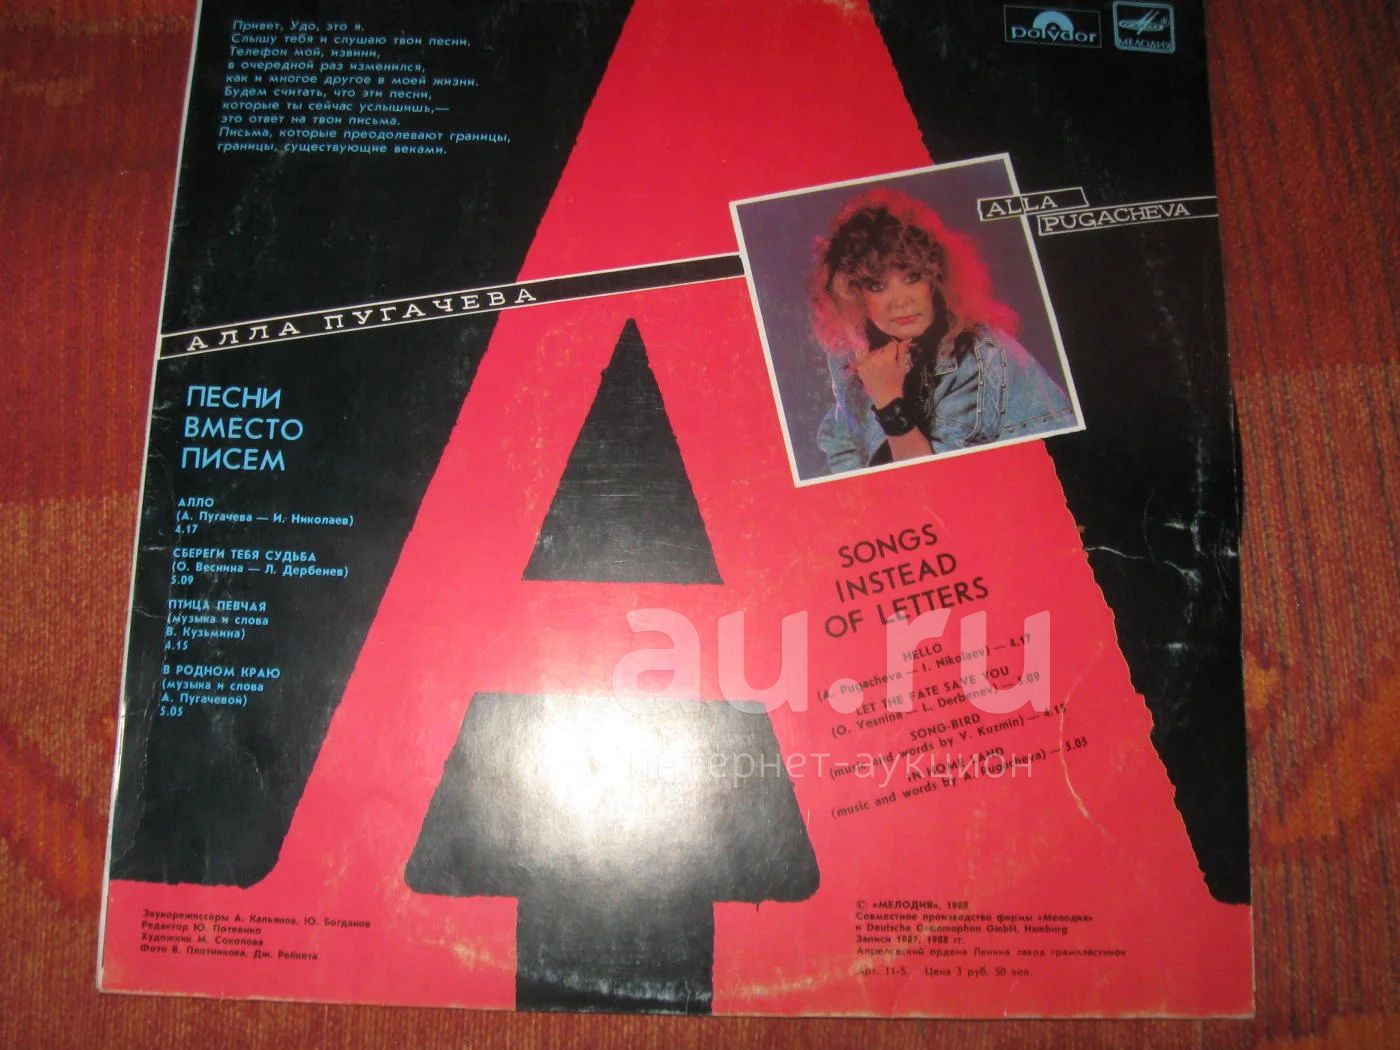 Привет, Удо, это я.
Слышу тебя и слушаю твои песни.
Телефон мой, извини,
в очередной раз изменился,
как и многое другое в моей жизни.
Будем считать, что эти песни,
которые ты сейчас услышишь,—
это ответ на твои письма.
Письма, которые преодолевают границы,
границы, существующие веками.
polydor
МЕЛОДИЯ
ALLA
PUGACHEVA
АЛЛА ПУГАЧЕВА
ПЕСНИ
ВМЕСТО
ПИСЕМ
АЛЛО
(А. Пугачева — И. Николаев)
4.17
СБЕРЕГИ ТЕБЯ СУДЬБА
(О. Веснина — Л. Дербенев)
5.09
ПТИЦА ПЕВЧАЯ
(музыка и слова
В. Кузьмина)
4.15
В РОДНОМ КРАЮ
(музыка и слова
А. Пугачевой)
5.05
SONGS
INSTEAD
OF LETTERS
HELLO
(A. Pugacheva — I. Nikolaev) — 4.17
LET THE FATE SAVE YOU
(O. Vesnina — L. Derbenev) — 5.09
SONG-BIRD
(music and words by V. Kuzmin) — 4.15
IN HOME LAND
(music and words by A. Pugacheva) — 5.05
au.ru
интернет-аукцион
Звукорежиссеры А. Кальянов, Ю. Богданов
Редактор Ю. Потеенко
Художник М. Соколова
Фото В. Плотникова, Дж. Рейнета
© «МЕЛОДИЯ», 1988
Совместное производство фирмы «Мелодия»
и Deutsche Grammophon GmbH, Hamburg
Записи 1987, 1988 гг.
Апрелевский ордена Ленина завод грампластинок
Арт. 11-5. Цена 3 руб. 50 коп.